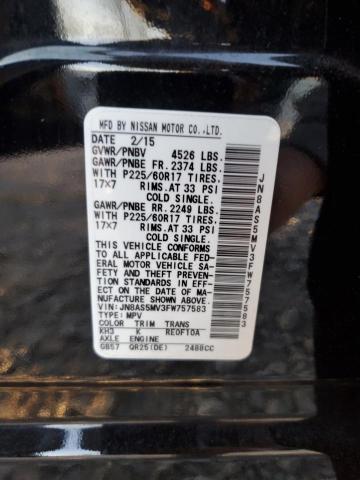 MFD BY NISSAN MOTOR CO.,LTD.
DATE 2/15
GVWR/PNBV 4526 LBS.
GAWR/PNBE FR. 2374 LBS.
WITH P225/60R17 TIRES.
17X7 RIMS.AT 33 PSI
COLD SINGLE.
GAWR/PNBE RR. 2249 LBS.
WITH P225/60R17 TIRES.
17X7 RIMS.AT 33 PSI
COLD SINGLE.
THIS VEHICLE CONFORMS
TO ALL APPLICABLE FED-
ERAL MOTOR VEHICLE SA-
FETY AND THEFT PREVEN-
TION STANDARDS IN EFF-
ECT ON THE DATE OF MA-
NUFACTURE SHOWN ABOVE.
VIN:JN8AS5MV3FW757583
TYPE:MPV
COLOR TRIM TRANS
KH3 K RE0F10A
AXLE ENGINE
GB57 QR25(DE) 2488CC
JN8AS5MV3FW757583